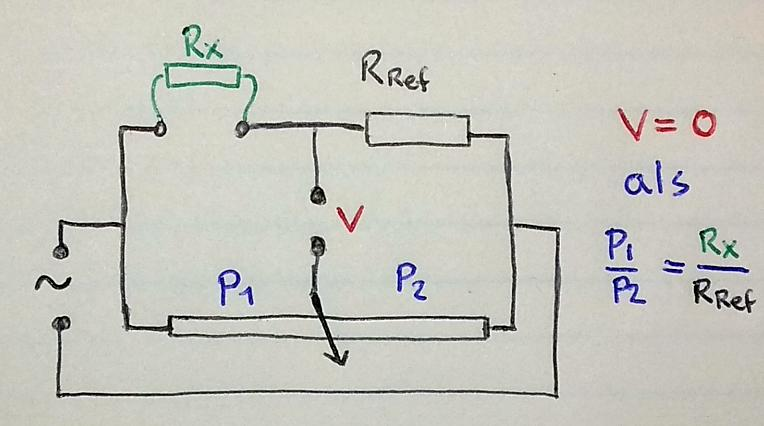 Rx
RRef
V
~
P1
P2
V = 0
als
P1/P2 = Rx/RRef